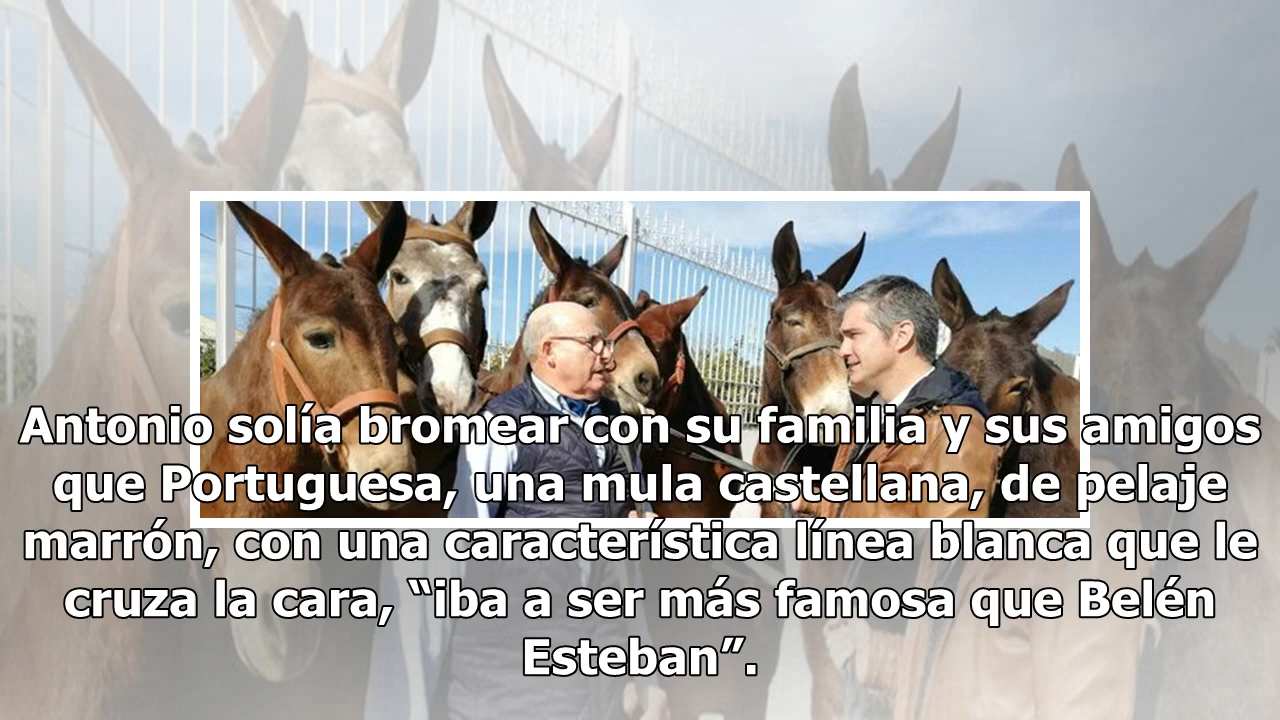 Antonio solía bromear con su familia y sus amigos
que Portuguesa, una mula castellana, de pelaje
marrón, con una característica línea blanca que le
cruza la cara, “iba a ser más famosa que Belén
Esteban”.